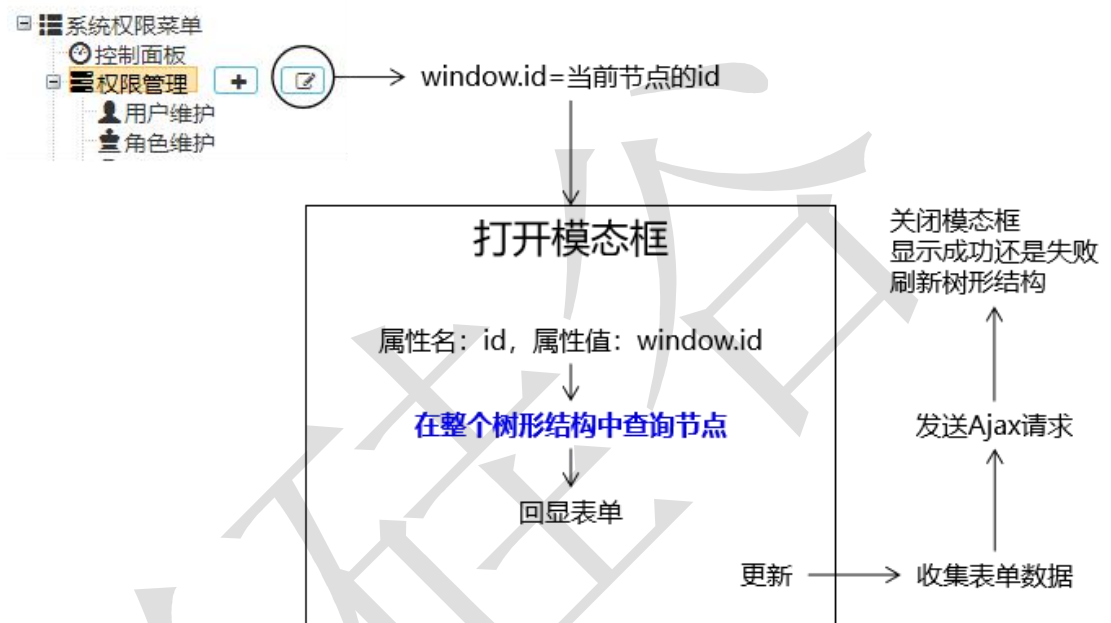 系统权限菜单
控制面板
权限管理
用户维护
角色维护
window.id=当前节点的id
打开模态框
属性名：id，属性值：window.id
在整个树形结构中查询节点
回显表单
更新
收集表单数据
发送Ajax请求
关闭模态框
显示成功还是失败
刷新树形结构